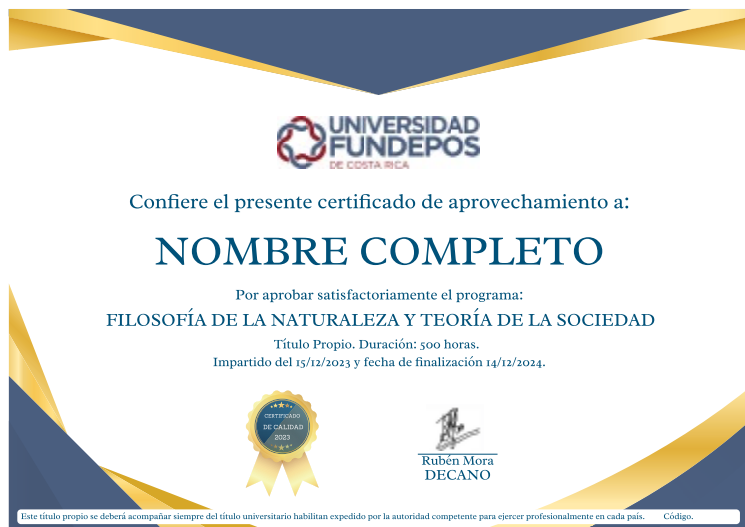 UNIVERSIDAD
FUNDEPOS
DE COSTA RICA
Confiere el presente certificado de aprovechamiento a:
NOMBRE COMPLETO
Por aprobar satisfactoriamente el programa:
FILOSOFÍA DE LA NATURALEZA Y TEORÍA DE LA SOCIEDAD
Título Propio. Duración: 500 horas.
Impartido del 15/12/2023 y fecha de finalización 14/12/2024.
CERTIFICADO
DE CALIDAD
2023
Rubén Mora
DECANO
Este título propio se deberá acompañar siempre del título universitario habilitan expedido por la autoridad competente para ejercer profesionalmente en cada país. Código.